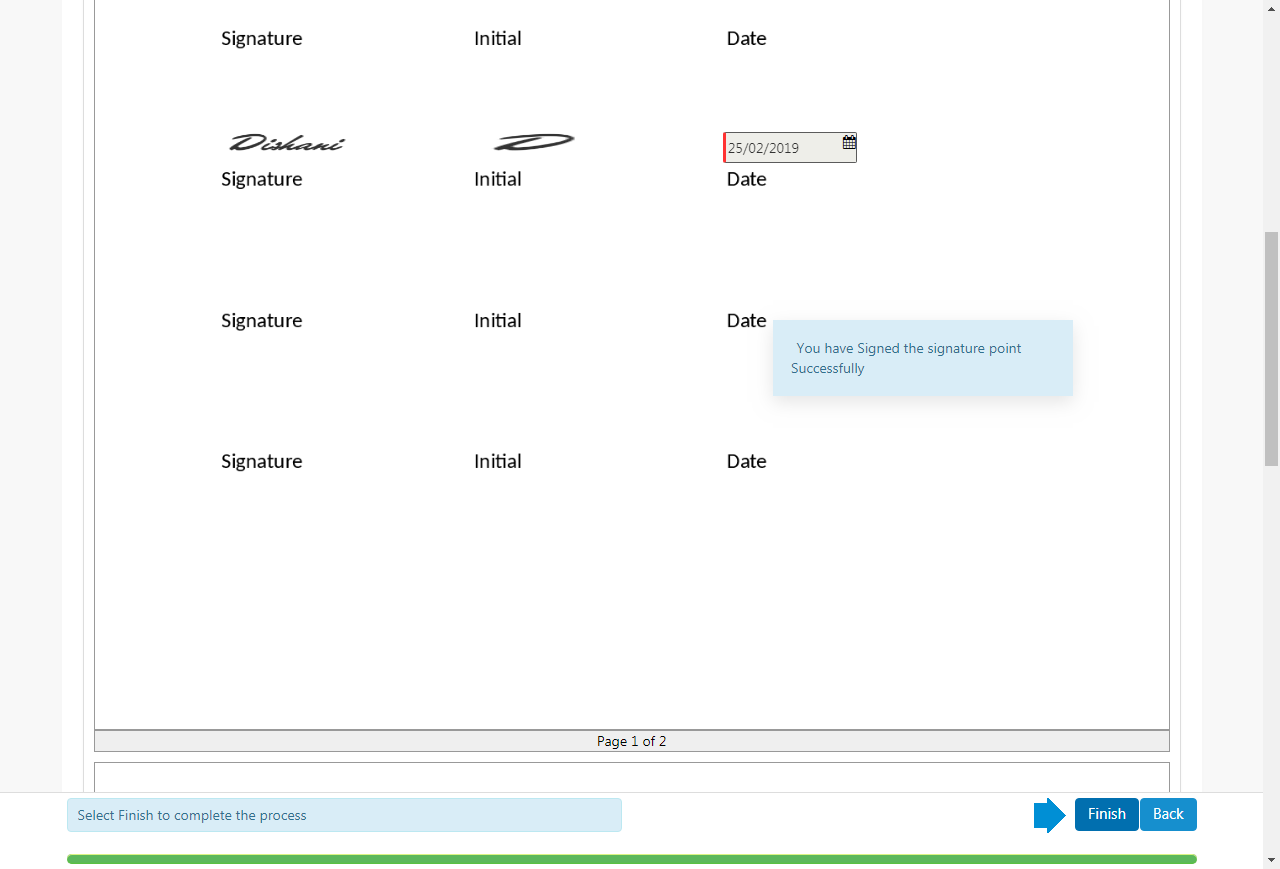 Signature Initial Date
Dishani D 25/02/2019
Signature Initial Date
Signature Initial Date
You have Signed the signature point
Successfully
Signature Initial Date
Page 1 of 2
Select Finish to complete the process Finish Back